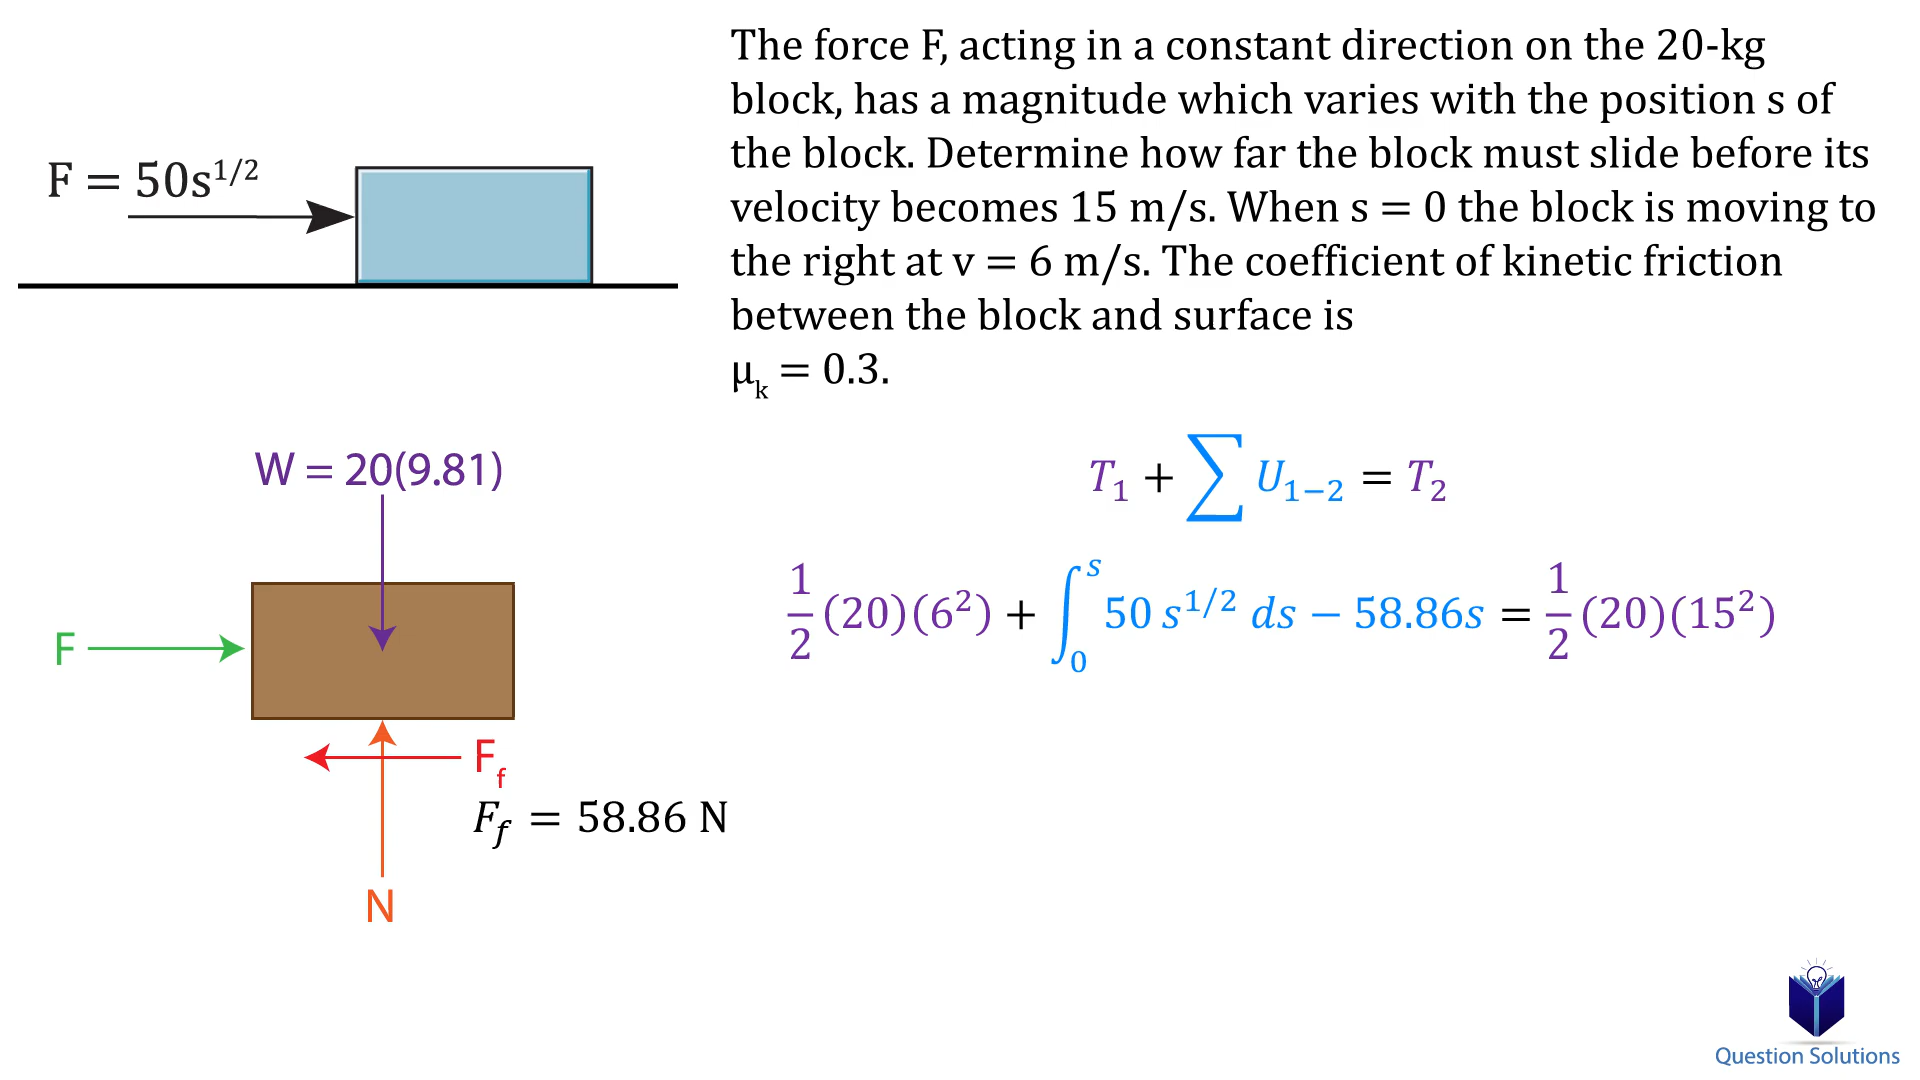 The force F, acting in a constant direction on the 20-kg
block, has a magnitude which varies with the position s of
the block. Determine how far the block must slide before its
velocity becomes 15 m/s. When s = 0 the block is moving to
the right at v = 6 m/s. The coefficient of kinetic friction
between the block and surface is
μₖ = 0.3.
F = 50s^{1/2}
W = 20(9.81)
F
F_f
F_f = 58.86 N
N
T₁ + ∑ U₁₋₂ = T₂
\frac{1}{2}(20)(6²) + ∫₀^s 50 s^{1/2} ds − 58.86s = \frac{1}{2}(20)(15²)
Question Solutions